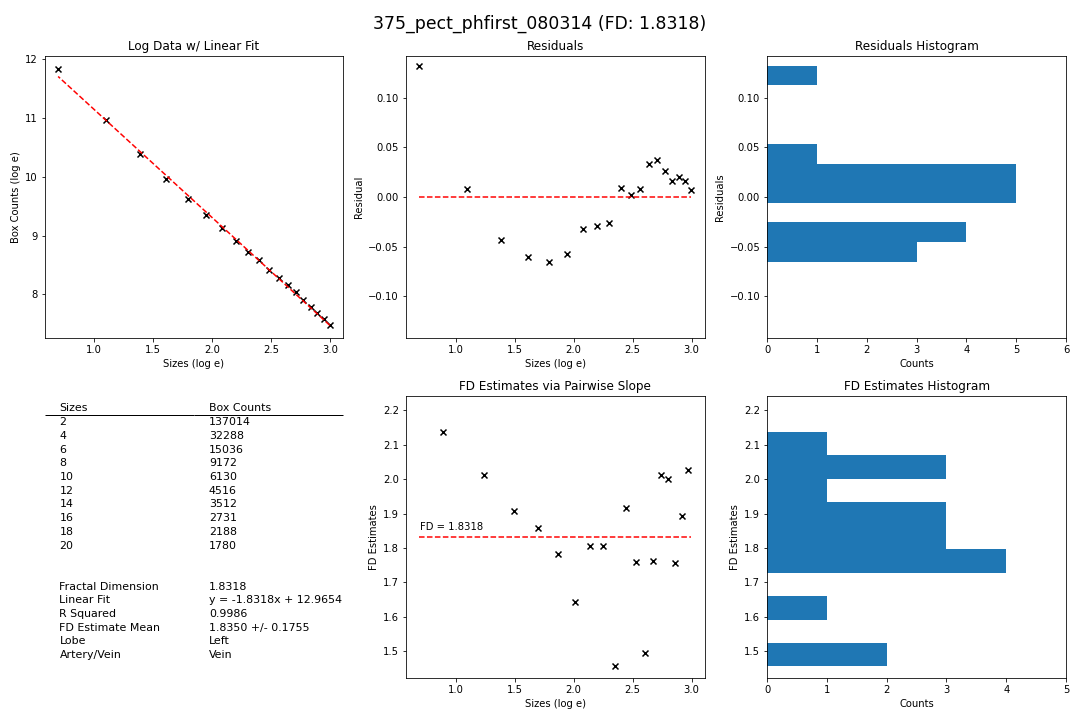 375_pect_phfirst_080314 (FD: 1.8318)
Log Data w/ Linear Fit
Box Counts (log e)
12
11
10
9
8
1.0 1.5 2.0 2.5 3.0
Sizes (log e)
Residuals
Residual
0.10
0.05
0.00
−0.05
−0.10
1.0 1.5 2.0 2.5 3.0
Sizes (log e)
Residuals Histogram
Residuals
0.10
0.05
0.00
−0.05
−0.10
0 1 2 3 4 5 6
Counts
Sizes Box Counts
2 137014
4 32288
6 15036
8 9172
10 6130
12 4516
14 3512
16 2731
18 2188
20 1780
Fractal Dimension 1.8318
Linear Fit y = -1.8318x + 12.9654
R Squared 0.9986
FD Estimate Mean 1.8350 +/- 0.1755
Lobe Left
Artery/Vein Vein
FD Estimates via Pairwise Slope
FD Estimates
2.2
2.1
2.0
1.9
1.8
1.7
1.6
1.5
FD = 1.8318
1.0 1.5 2.0 2.5 3.0
Sizes (log e)
FD Estimates Histogram
FD Estimates
2.2
2.1
2.0
1.9
1.8
1.7
1.6
1.5
0 1 2 3 4 5
Counts